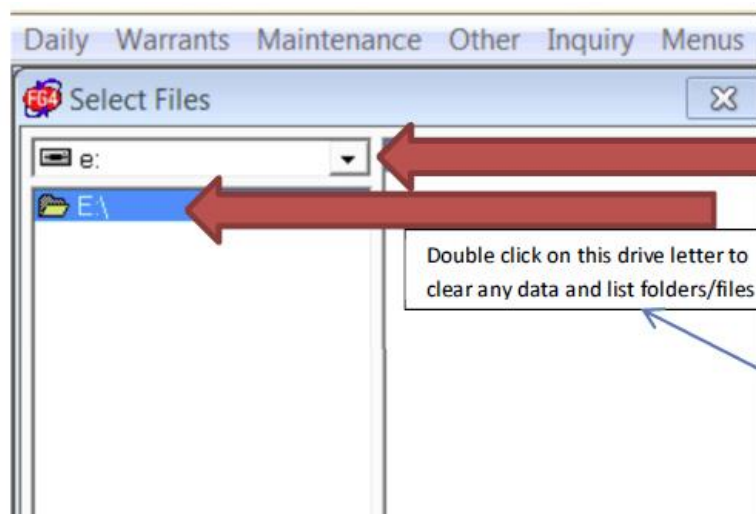 Daily Warrants Maintenance Other Inquiry Menus
FG4 Select Files
e:
E:\
Double click on this drive letter to
clear any data and list folders/files